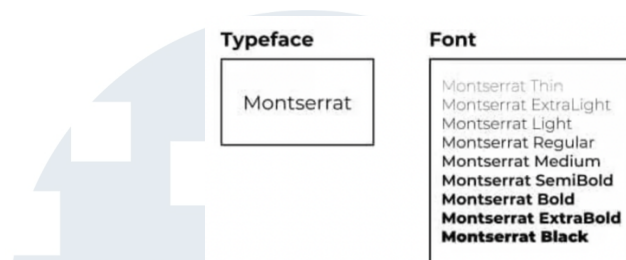 Typeface
Montserrat
Font
Montserrat Thin
Montserrat ExtraLight
Montserrat Light
Montserrat Regular
Montserrat Medium
Montserrat SemiBold
Montserrat Bold
Montserrat ExtraBold
Montserrat Black